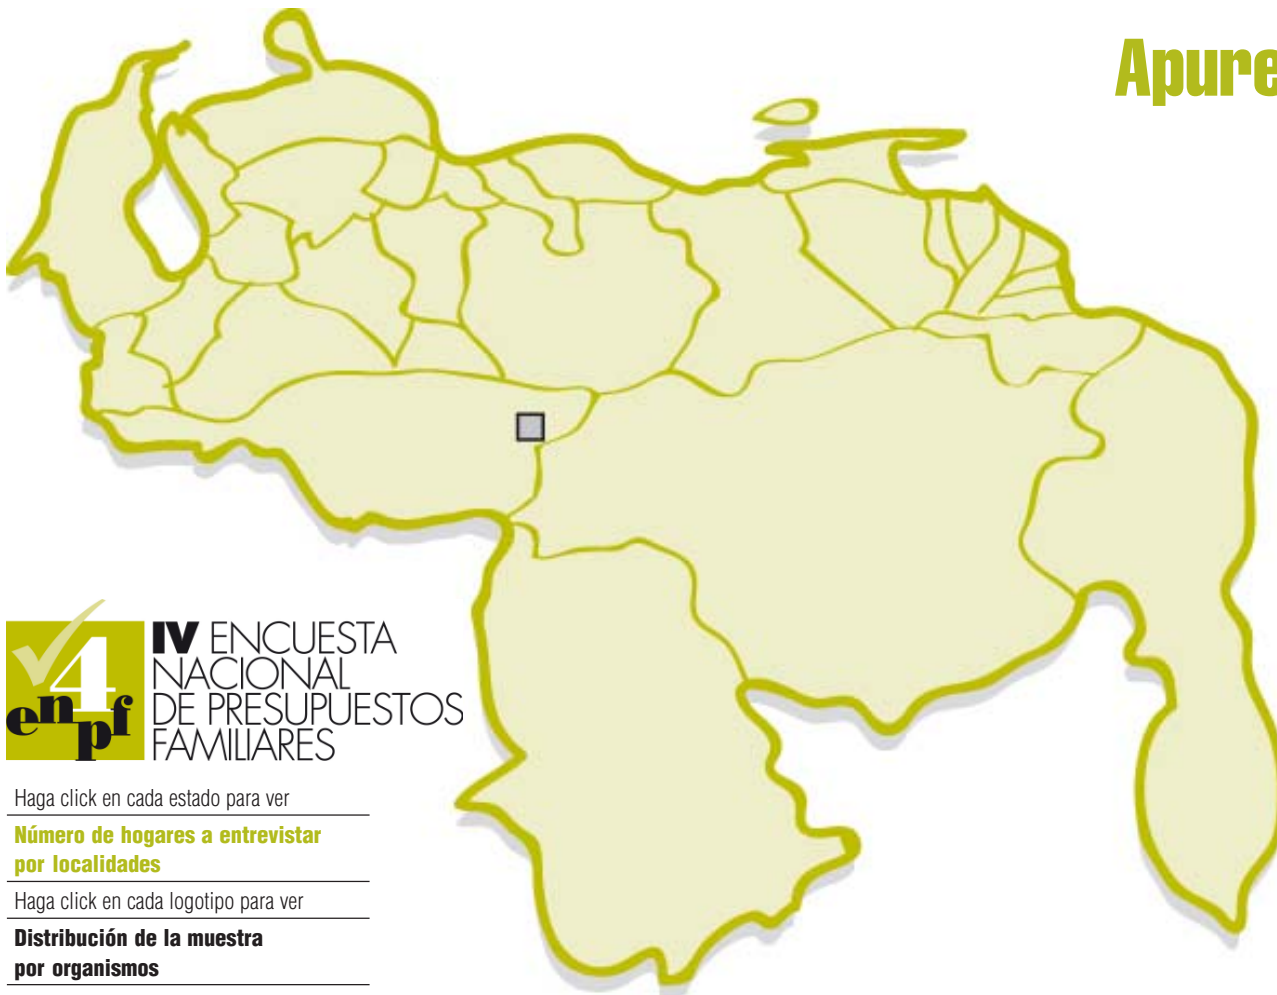 Apure
4
enpf
IV ENCUESTA
NACIONAL
DE PRESUPUESTOS
FAMILIARES
Haga click en cada estado para ver
Número de hogares a entrevistar
por localidades
Haga click en cada logotipo para ver
Distribución de la muestra
por organismos